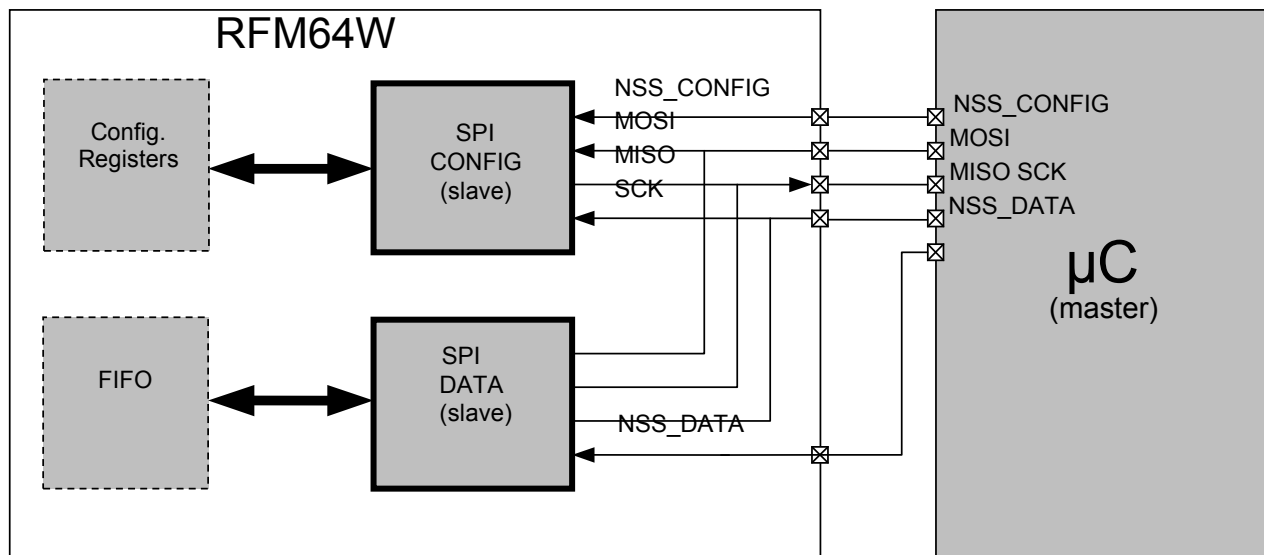 RFM64W
Config.
Registers
SPI
CONFIG
(slave)
NSS_CONFIG
MOSI
MISO
SCK
NSS_CONFIG
MOSI
MISO SCK
NSS_DATA
µC
(master)
FIFO
SPI
DATA
(slave)
NSS_DATA